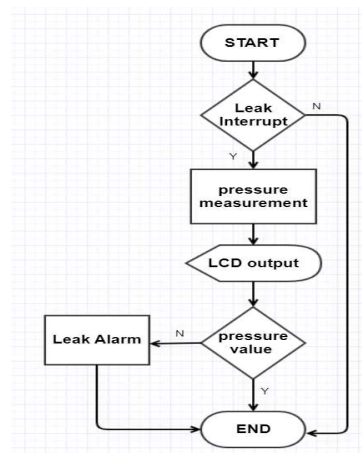 START
Leak
Interrupt
N
Y
pressure
measurement
LCD output
pressure
value
N
Leak Alarm
Y
END